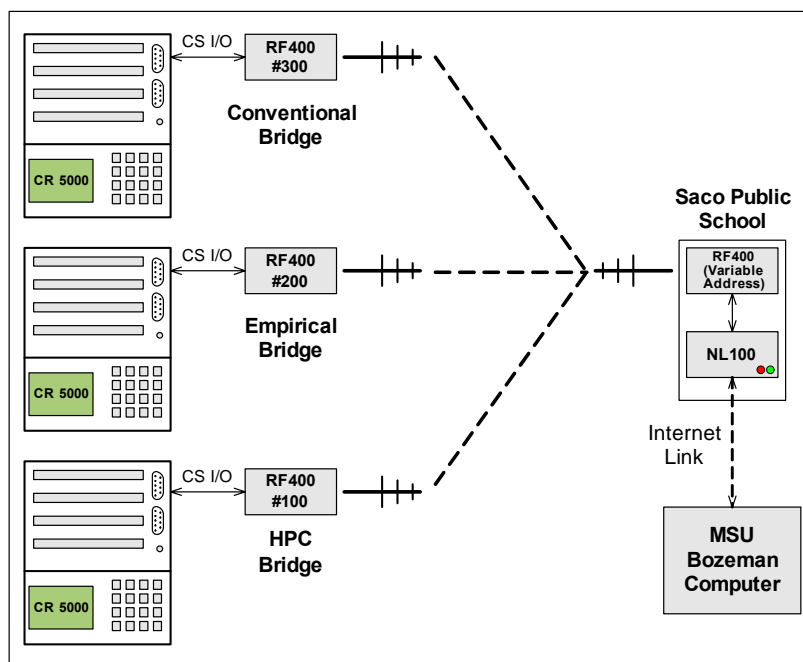 CS I/O
RF400
#300
CR 5000
Conventional
Bridge
CS I/O
RF400
#200
CR 5000
Empirical
Bridge
CS I/O
RF400
#100
CR 5000
HPC
Bridge
Saco Public
School
RF400
(Variable
Address)
NL100
Internet
Link
MSU
Bozeman
Computer